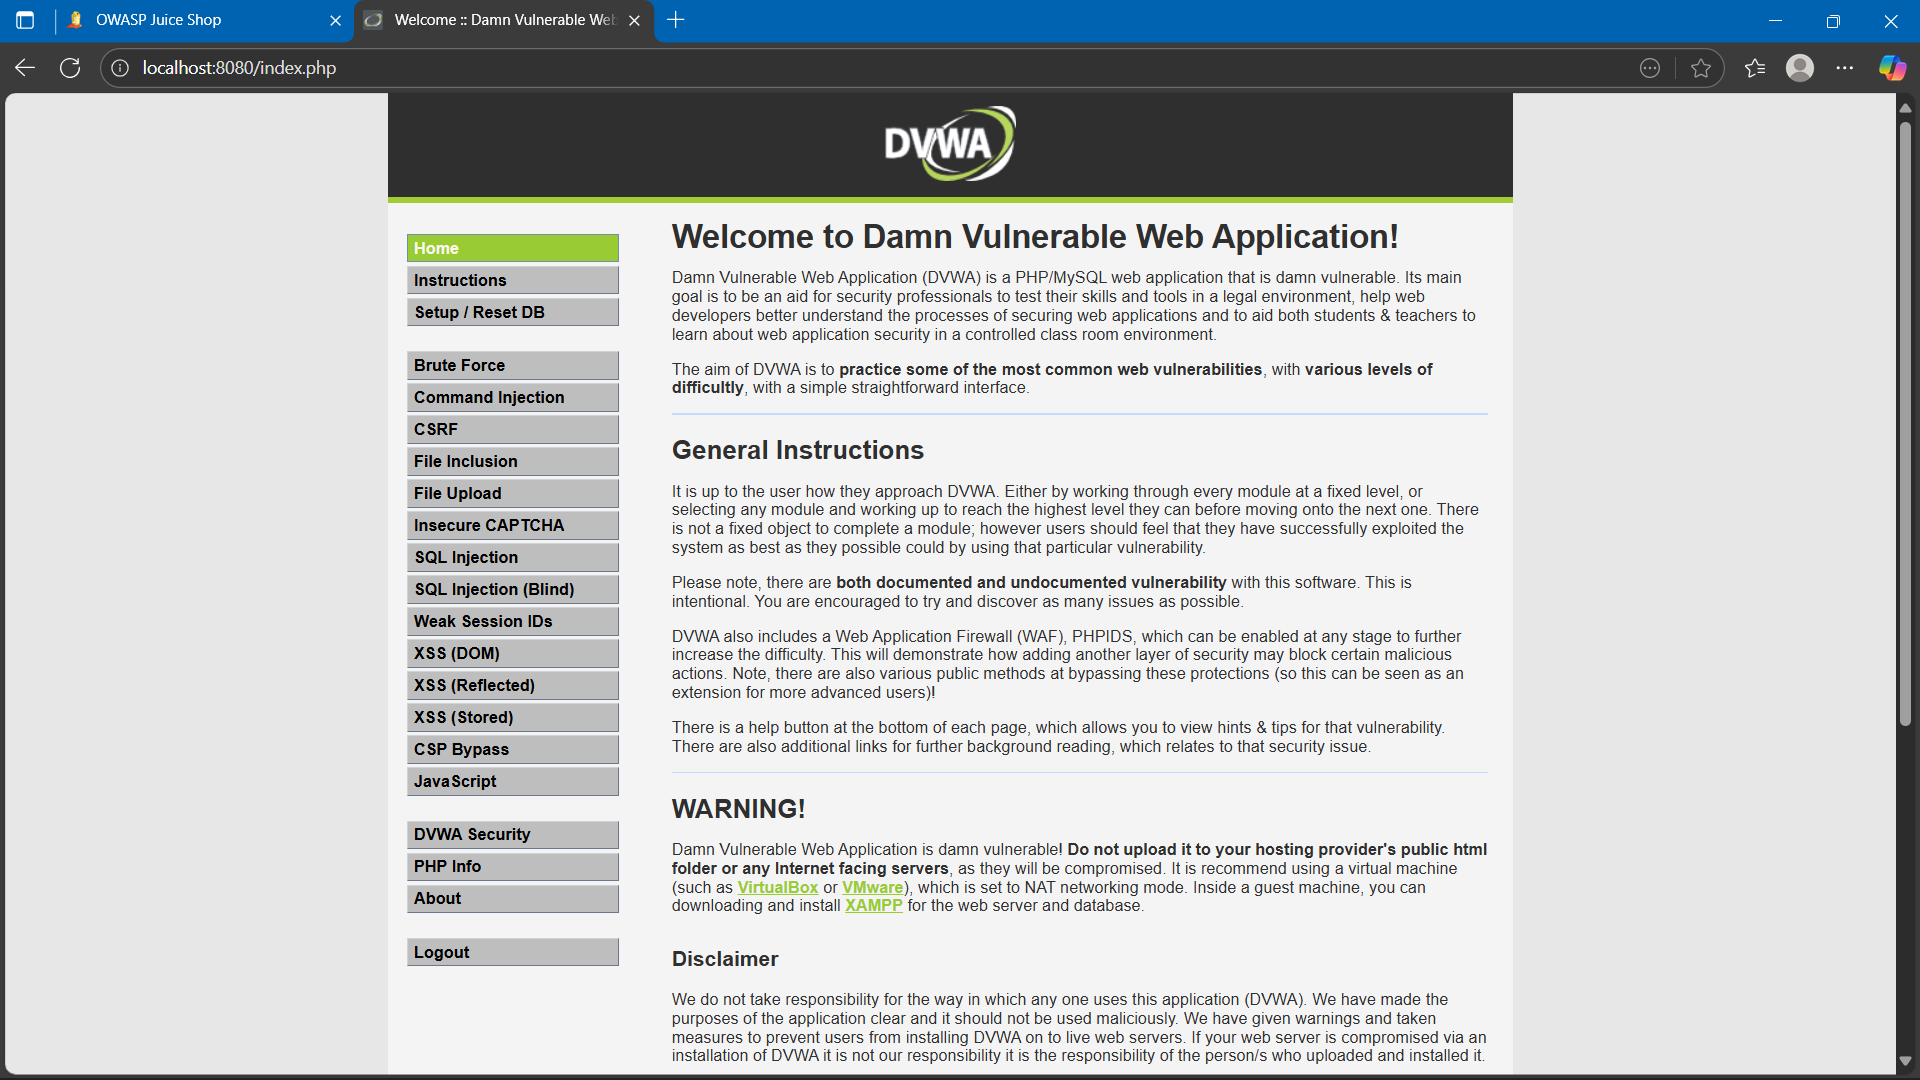 OWASP Juice Shop
Welcome :: Damn Vulnerable Web
localhost:8080/index.php
DVWA
Home
Instructions
Setup / Reset DB
Brute Force
Command Injection
CSRF
File Inclusion
File Upload
Insecure CAPTCHA
SQL Injection
SQL Injection (Blind)
Weak Session IDs
XSS (DOM)
XSS (Reflected)
XSS (Stored)
CSP Bypass
JavaScript
DVWA Security
PHP Info
About
Logout
Welcome to Damn Vulnerable Web Application!
Damn Vulnerable Web Application (DVWA) is a PHP/MySQL web application that is damn vulnerable. Its main
goal is to be an aid for security professionals to test their skills and tools in a legal environment, help web
developers better understand the processes of securing web applications and to aid both students & teachers to
learn about web application security in a controlled class room environment.
The aim of DVWA is to practice some of the most common web vulnerabilities, with various levels of
difficultly, with a simple straightforward interface.
General Instructions
It is up to the user how they approach DVWA. Either by working through every module at a fixed level, or
selecting any module and working up to reach the highest level they can before moving onto the next one. There
is not a fixed object to complete a module; however users should feel that they have successfully exploited the
system as best as they possible could by using that particular vulnerability.
Please note, there are both documented and undocumented vulnerability with this software. This is
intentional. You are encouraged to try and discover as many issues as possible.
DVWA also includes a Web Application Firewall (WAF), PHPIDS, which can be enabled at any stage to further
increase the difficulty. This will demonstrate how adding another layer of security may block certain malicious
actions. Note, there are also various public methods at bypassing these protections (so this can be seen as an
extension for more advanced users)!
There is a help button at the bottom of each page, which allows you to view hints & tips for that vulnerability.
There are also additional links for further background reading, which relates to that security issue.
WARNING!
Damn Vulnerable Web Application is damn vulnerable! Do not upload it to your hosting provider's public html
folder or any Internet facing servers, as they will be compromised. It is recommend using a virtual machine
(such as VirtualBox or VMware), which is set to NAT networking mode. Inside a guest machine, you can
downloading and install XAMPP for the web server and database.
Disclaimer
We do not take responsibility for the way in which any one uses this application (DVWA). We have made the
purposes of the application clear and it should not be used maliciously. We have given warnings and taken
measures to prevent users from installing DVWA on to live web servers. If your web server is compromised via an
installation of DVWA it is not our responsibility it is the responsibility of the person/s who uploaded and installed it.